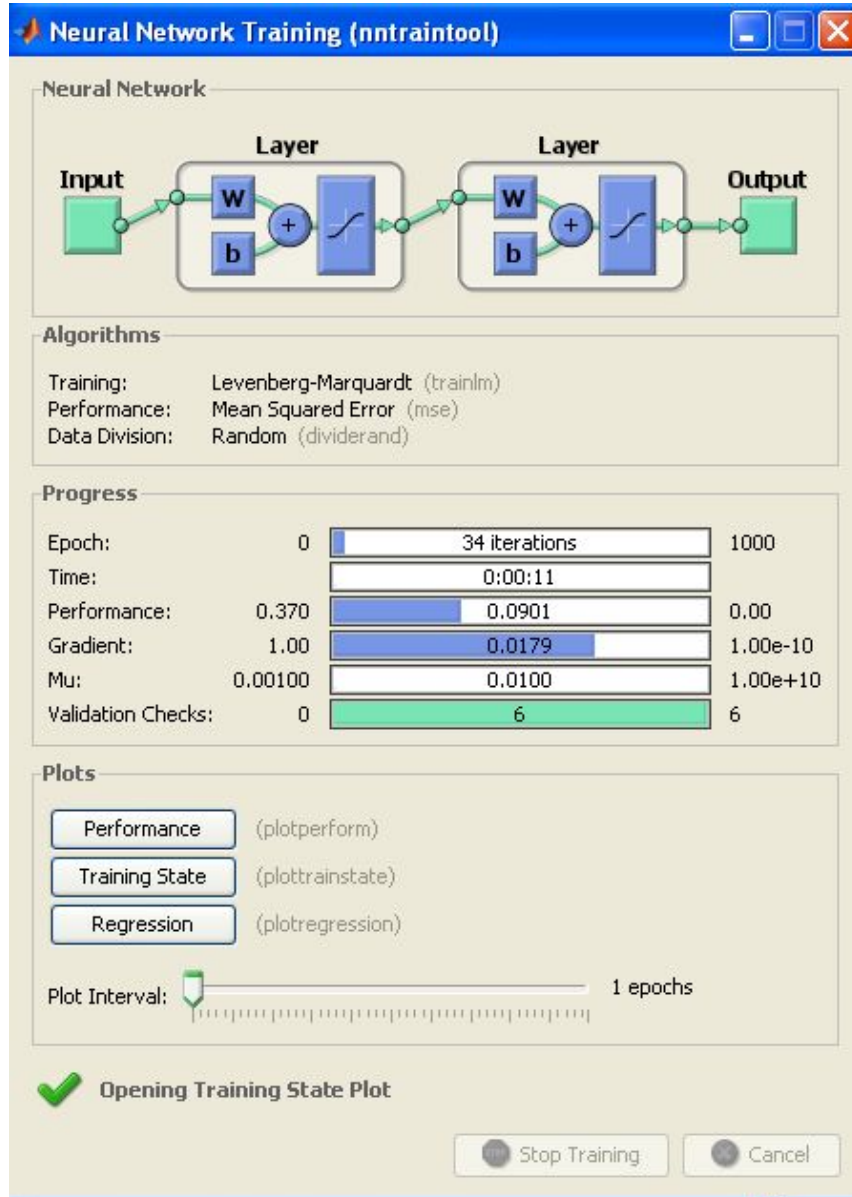 Neural Network Training (nntraintool)
Neural Network
Layer Layer
Input Output
W W
+ +
b b
Algorithms
Training: Levenberg-Marquardt (trainlm)
Performance: Mean Squared Error (mse)
Data Division: Random (dividerand)
Progress
Epoch: 0 34 iterations 1000
Time: 0:00:11
Performance: 0.370 0.0901 0.00
Gradient: 1.00 0.0179 1.00e-10
Mu: 0.00100 0.0100 1.00e+10
Validation Checks: 0 6 6
Plots
Performance (plotperform)
Training State (plottrainstate)
Regression (plotregression)
Plot Interval: 1 epochs
Opening Training State Plot
Stop Training Cancel